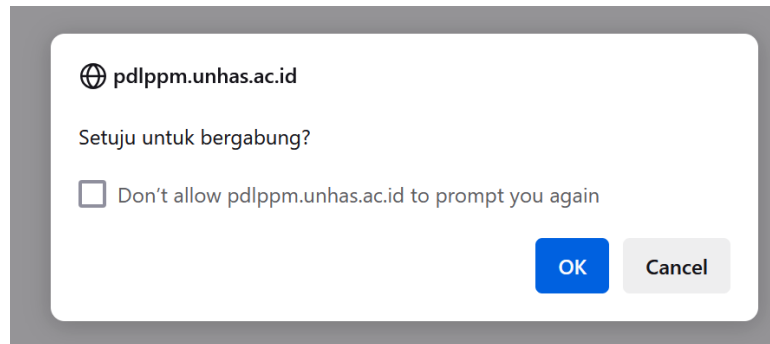 pdlppm.unhas.ac.id
Setuju untuk bergabung?
Don't allow pdlppm.unhas.ac.id to prompt you again
OK
Cancel